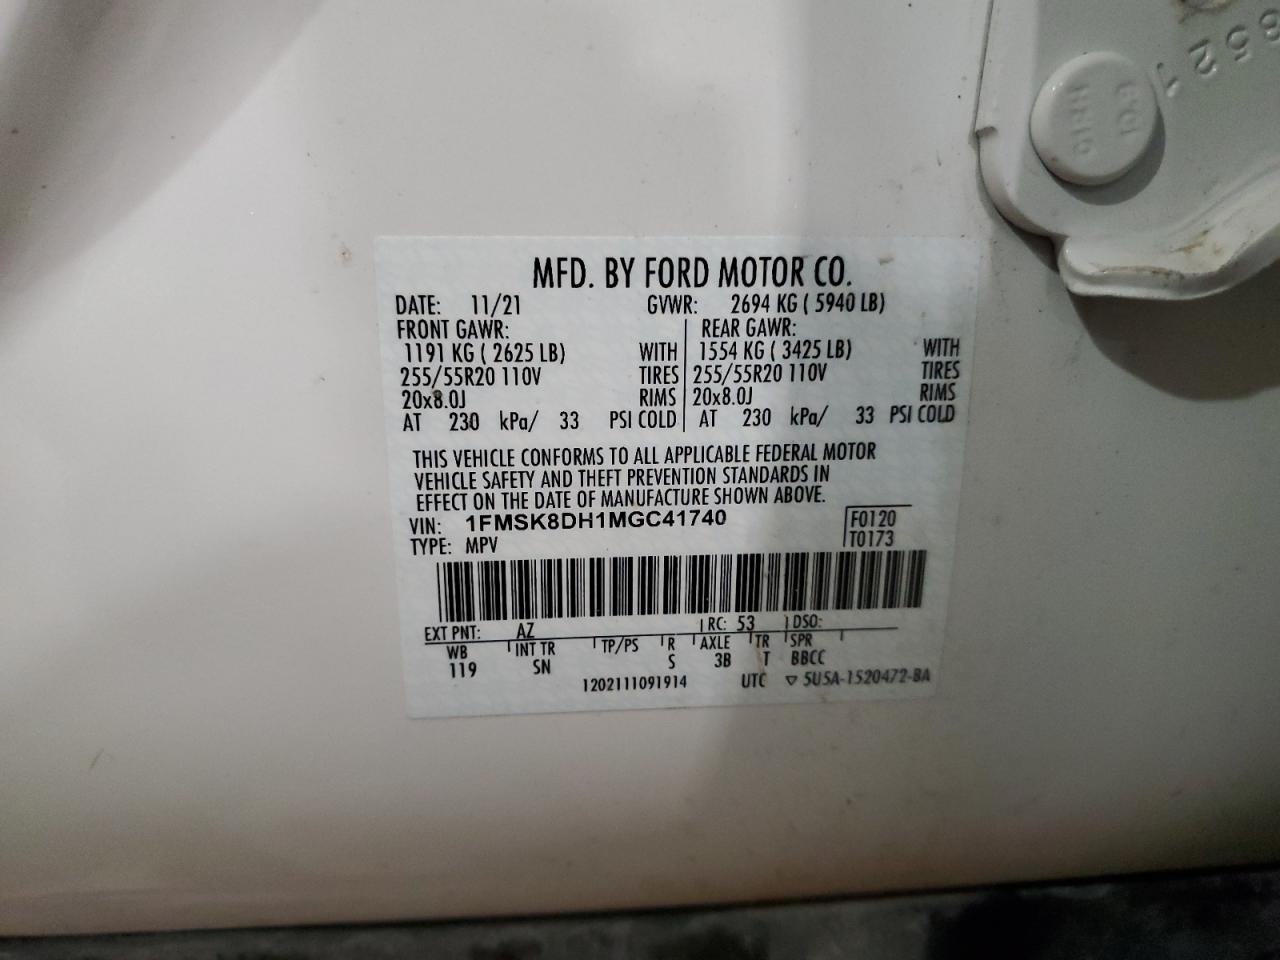 8521
MFD. BY FORD MOTOR CO.
DATE: 11/21 GVWR: 2694 KG ( 5940 LB)
FRONT GAWR: REAR GAWR:
1191 KG ( 2625 LB) WITH 1554 KG ( 3425 LB) WITH
255/55R20 110V TIRES 255/55R20 110V TIRES
20x8.0J RIMS 20x8.0J RIMS
AT 230 kPa/ 33 PSI COLD AT 230 kPa/ 33 PSI COLD
THIS VEHICLE CONFORMS TO ALL APPLICABLE FEDERAL MOTOR
VEHICLE SAFETY AND THEFT PREVENTION STANDARDS IN
EFFECT ON THE DATE OF MANUFACTURE SHOWN ABOVE.
VIN: 1FMSK8DH1MGC41740 F0120
TYPE: MPV T0173
EXT PNT: AZ RC: 53 DSO:
WB INT TR TP/PS R AXLE TR SPR
119 SN S 3B T BBCC
1202111091914 UTC ▽ 5U5A-1520472-BA